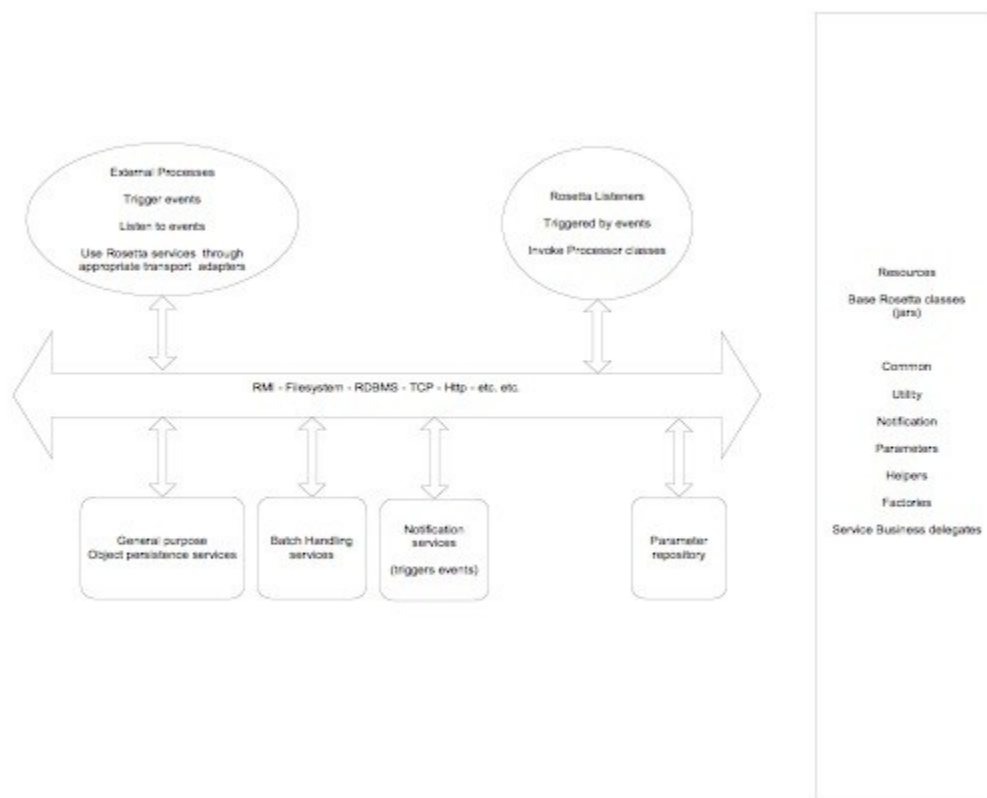 External Processes
Trigger events
Listen to events
Use Rosetta services through
appropriate transport adapters
Rosetta Listeners
Triggered by events
Invoke Processor classes
RMI - Filesystem - RDBMS - TCP - Http - etc. etc.
General purpose
Object persistence services
Batch Handling
services
Notification
services
(triggers events)
Parameter
repository
Resources
Base Rosetta classes
(jars)
Common
Utility
Notification
Parameters
Helpers
Factories
Service Business delegates